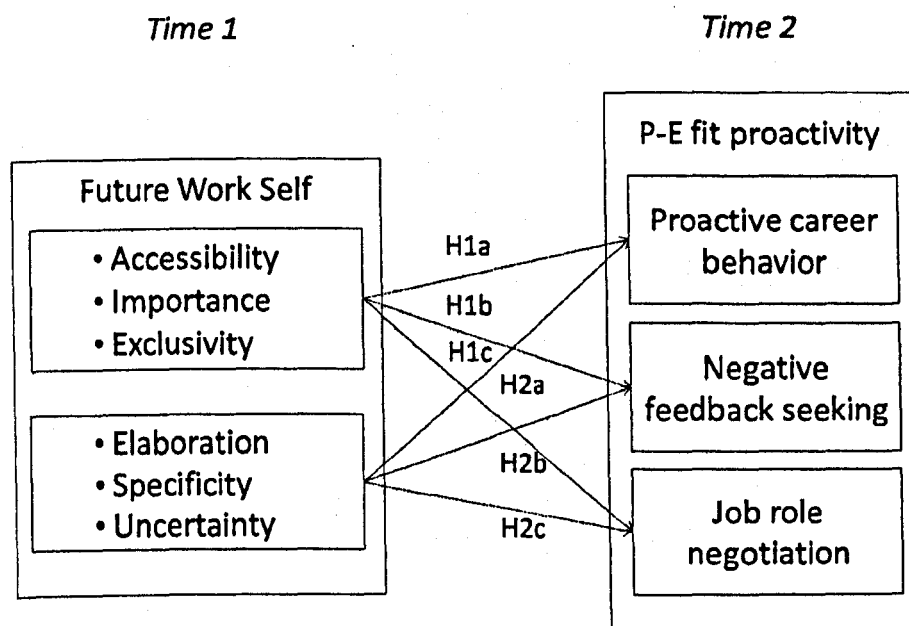 Time 1
Time 2
Future Work Self
• Accessibility
• Importance
• Exclusivity
• Elaboration
• Specificity
• Uncertainty
H1a
H1b
H1c
H2a
H2b
H2c
P-E fit proactivity
Proactive career
behavior
Negative
feedback seeking
Job role
negotiation